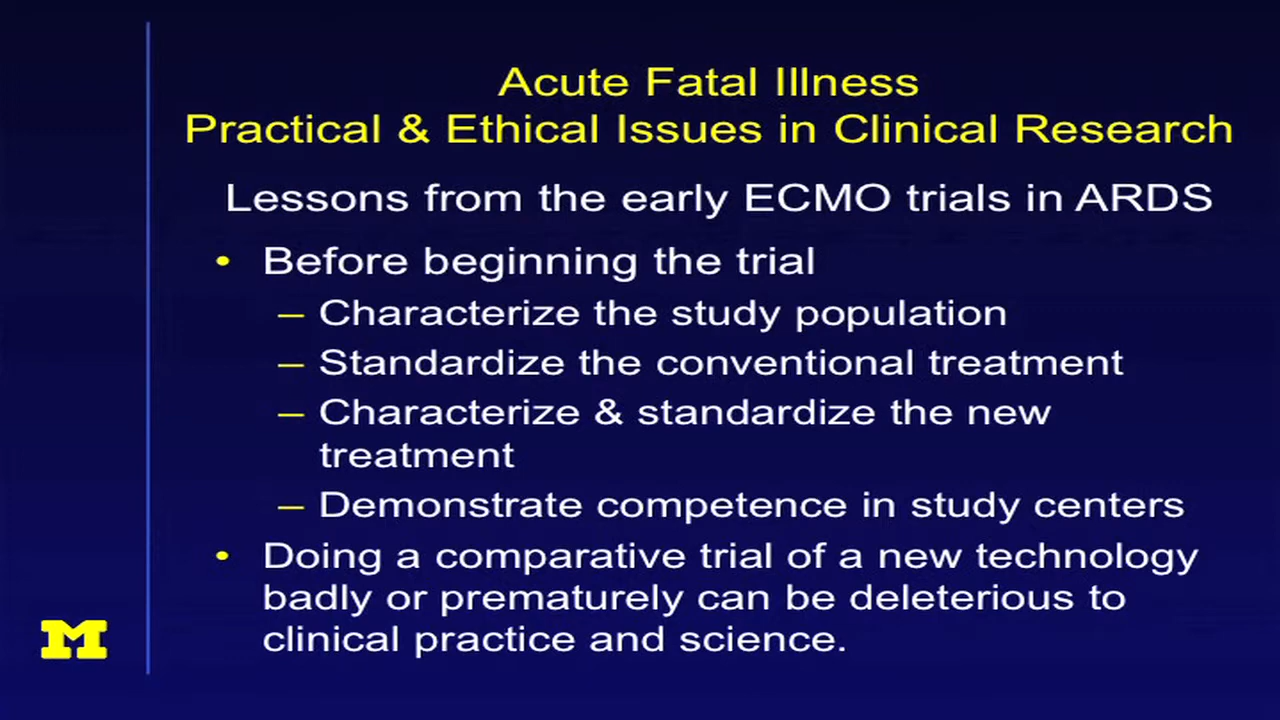 Acute Fatal Illness
Practical & Ethical Issues in Clinical Research
Lessons from the early ECMO trials in ARDS
• Before beginning the trial
– Characterize the study population
– Standardize the conventional treatment
– Characterize & standardize the new
treatment
– Demonstrate competence in study centers
• Doing a comparative trial of a new technology
badly or prematurely can be deleterious to
clinical practice and science.
M